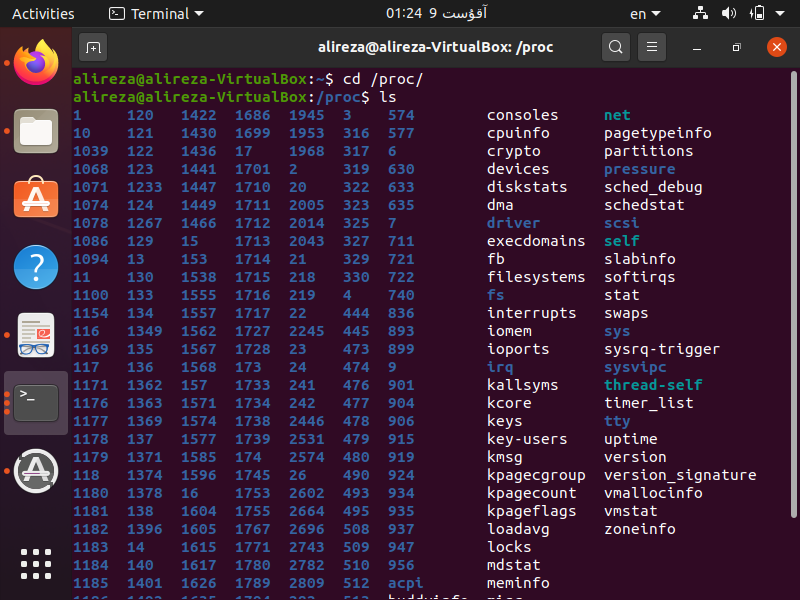 Activities Terminal 01:24 9 آقۇست en
alireza@alireza-VirtualBox: /proc
alireza@alireza-VirtualBox:~$ cd /proc/
alireza@alireza-VirtualBox:/proc$ ls
1 120 1422 1686 1945 3 574 consoles net
10 121 1430 1699 1953 316 577 cpuinfo pagetypeinfo
1039 122 1436 17 1968 317 6 crypto partitions
1068 123 1441 1701 2 319 630 devices pressure
1071 1233 1447 1710 20 322 633 diskstats sched_debug
1074 124 1449 1711 2005 323 635 dma schedstat
1078 1267 1466 1712 2014 325 7 driver scsi
1086 129 15 1713 2043 327 711 execdomains self
1094 13 153 1714 21 329 721 fb slabinfo
11 130 1538 1715 218 330 722 filesystems softirqs
1100 133 1555 1716 219 4 740 fs stat
1154 134 1557 1717 22 444 836 interrupts swaps
116 1349 1562 1727 2245 445 893 iomem sys
1169 135 1567 1728 23 473 899 ioports sysrq-trigger
117 136 1568 173 24 474 9 irq sysvipc
1171 1362 157 1733 241 476 901 kallsyms thread-self
1176 1363 1571 1734 242 477 904 kcore timer_list
1177 1369 1574 1738 2446 478 906 keys tty
1178 137 1577 1739 2531 479 915 key-users uptime
1179 1371 1585 174 2574 480 919 kmsg version
118 1374 1596 1745 26 490 924 kpagecgroup version_signature
1180 1378 16 1753 2602 493 934 kpagecount vmallocinfo
1181 138 1604 1755 2664 495 935 kpageflags vmstat
1182 1396 1605 1767 2696 508 937 loadavg zoneinfo
1183 14 1615 1771 2743 509 947 locks
1184 140 1617 1780 2782 510 956 mdstat
1185 1401 1626 1789 2809 512 acpi meminfo